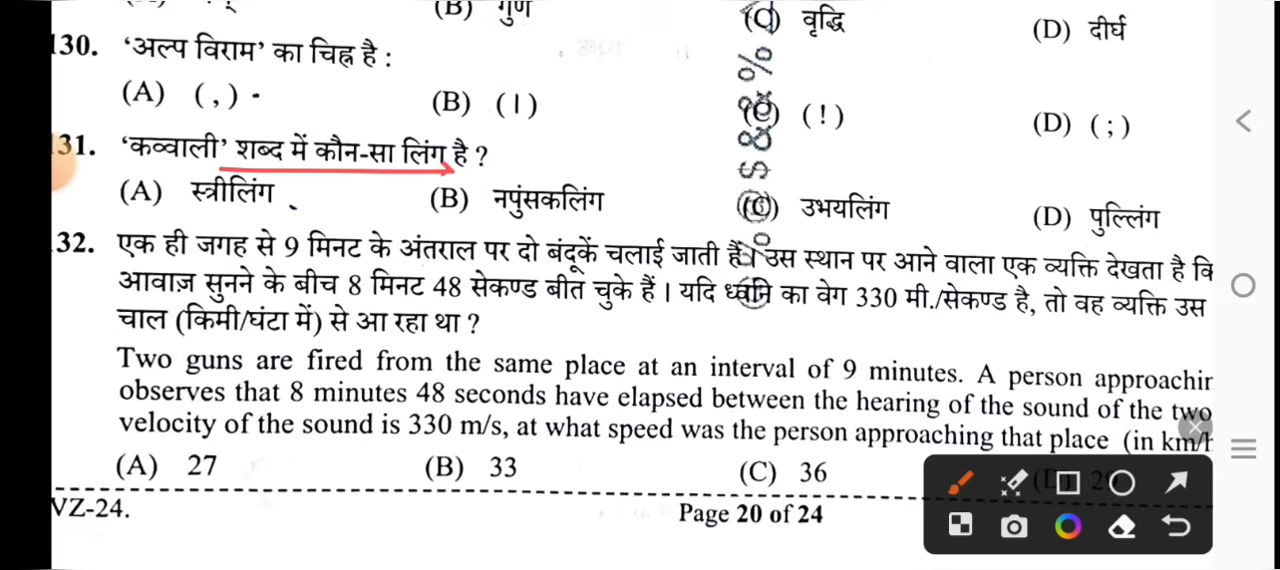 (B) गुण (C) वृद्धि (D) दीर्घ
130. ‘अल्प विराम’ का चिह्न है :
(A) ( , ) (B) ( । ) (C) ( ! ) (D) ( ; )
131. ‘कव्वाली’ शब्द में कौन-सा लिंग है ?
(A) स्त्रीलिंग (B) नपुंसकलिंग (C) उभयलिंग (D) पुल्लिंग
132. एक ही जगह से 9 मिनट के अंतराल पर दो बंदूकें चलाई जाती हैं। उस स्थान पर आने वाला एक व्यक्ति देखता है कि
आवाज़ सुनने के बीच 8 मिनट 48 सेकण्ड बीत चुके हैं । यदि ध्वनि का वेग 330 मी./सेकण्ड है, तो वह व्यक्ति उस
चाल (किमी/घंटा में) से आ रहा था ?
Two guns are fired from the same place at an interval of 9 minutes. A person approachin
observes that 8 minutes 48 seconds have elapsed between the hearing of the sound of the two
velocity of the sound is 330 m/s, at what speed was the person approaching that place (in km/h
(A) 27 (B) 33 (C) 36
VZ-24. Page 20 of 24